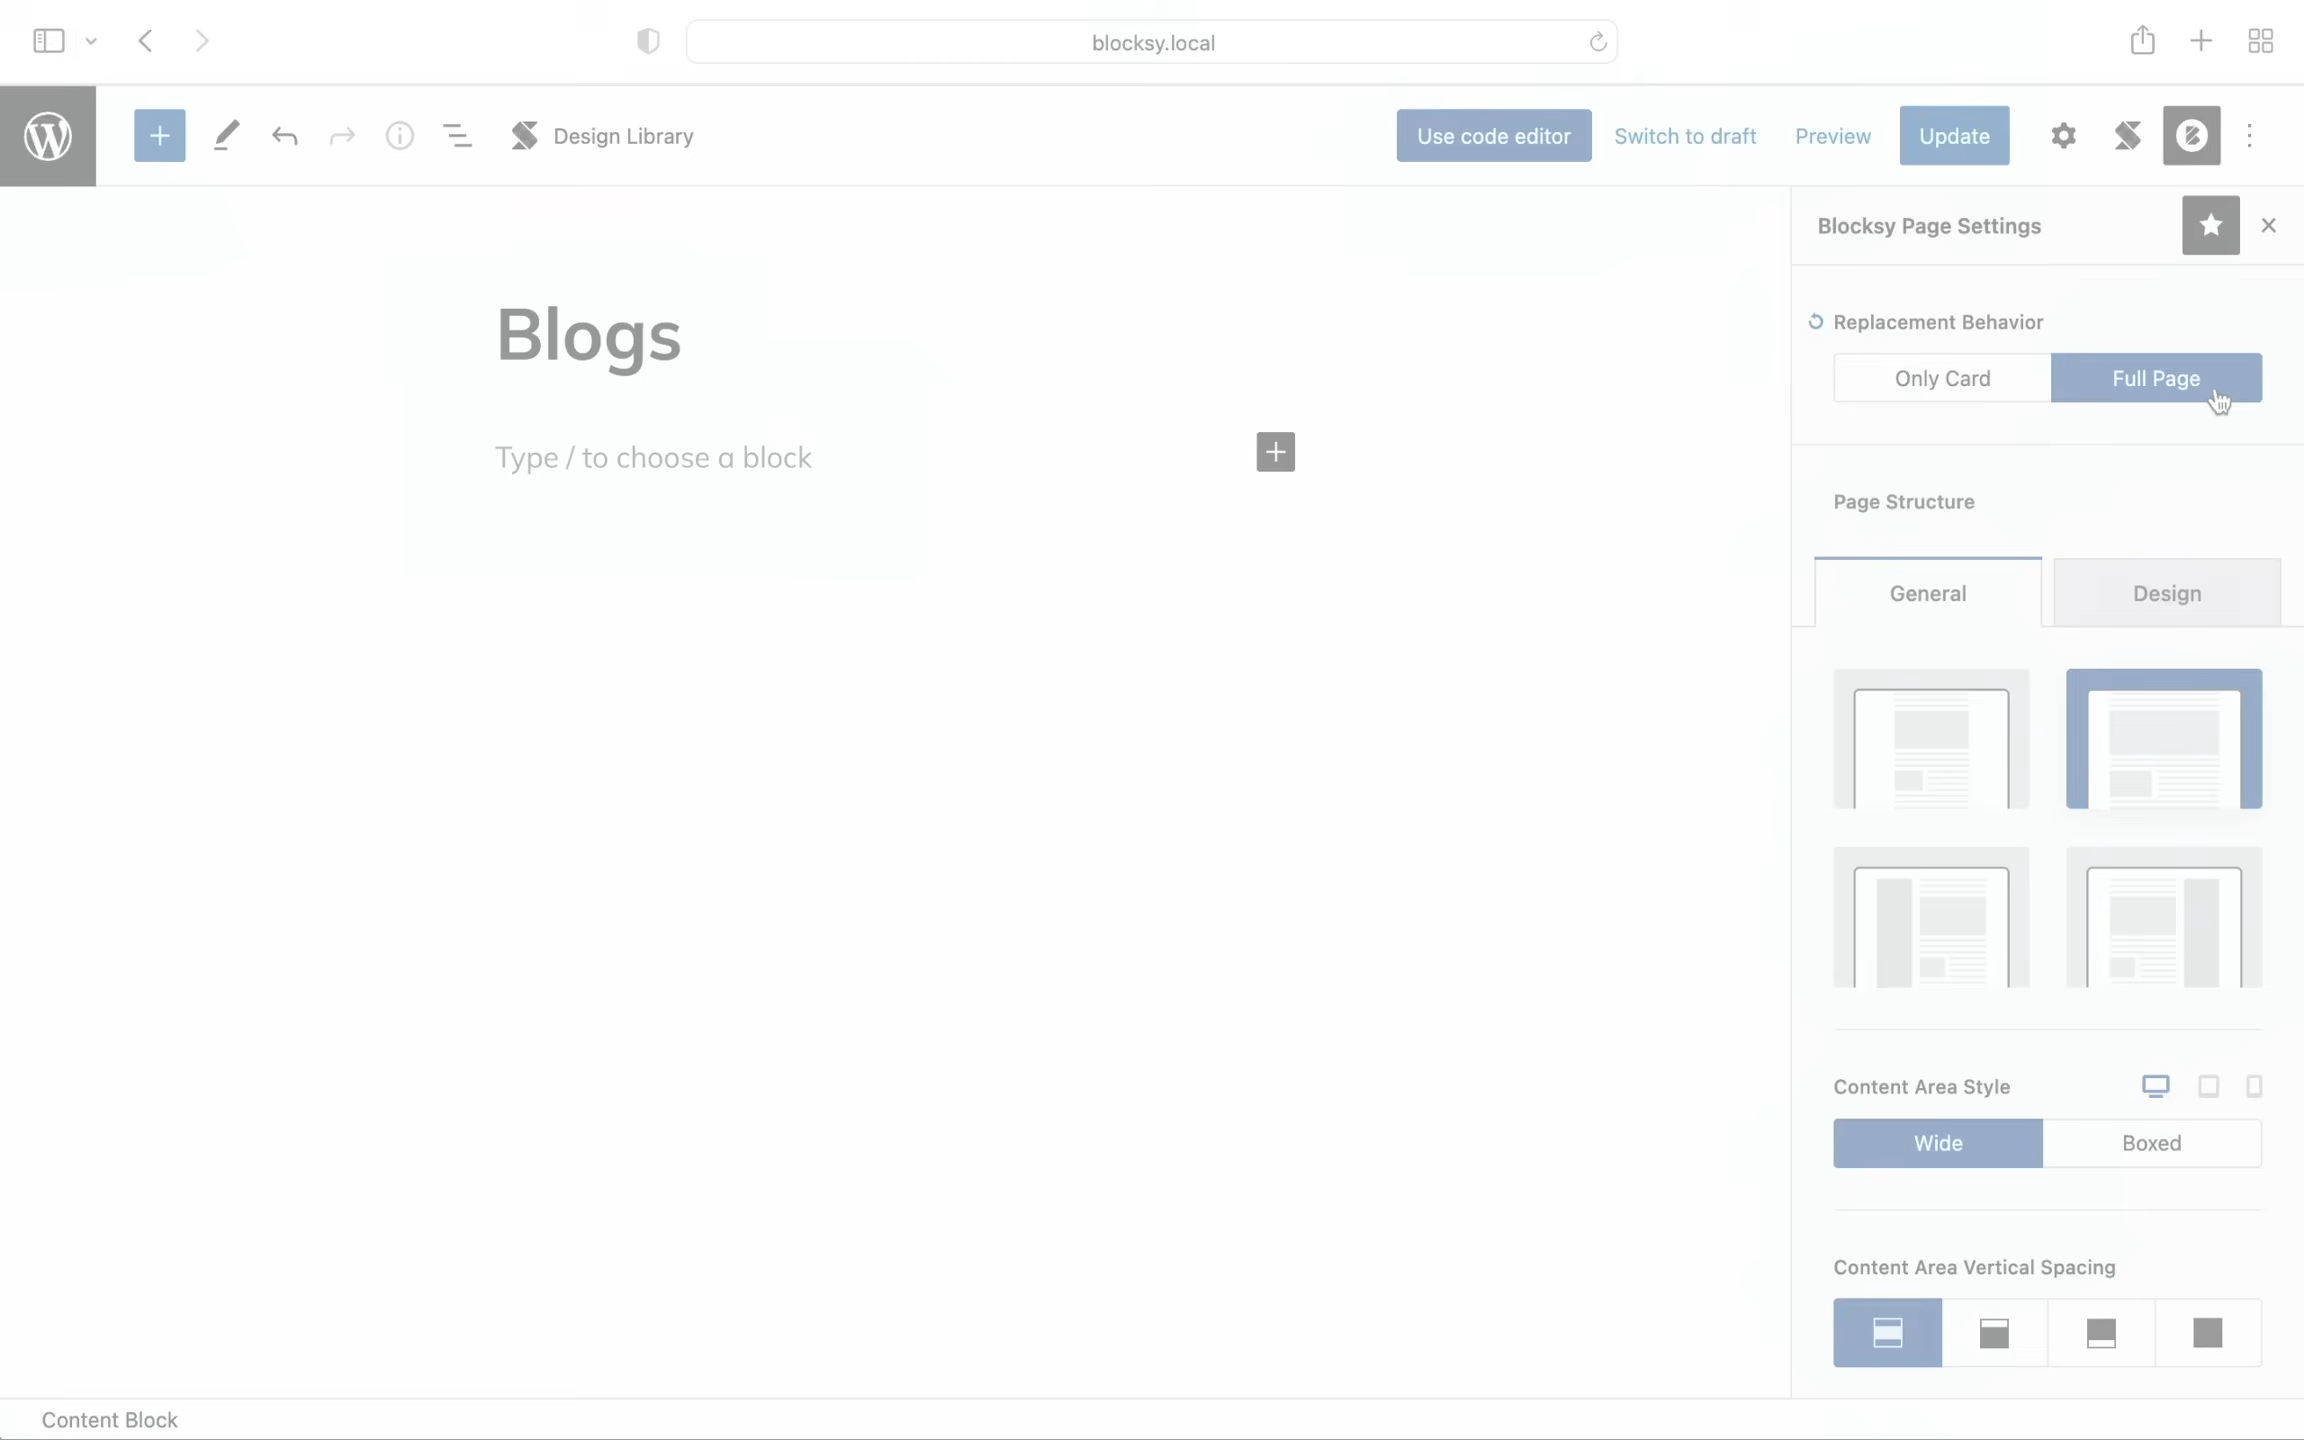 blocksy.local
Design Library
Use code editor
Switch to draft
Preview
Update
Blocksy Page Settings
Blogs
Replacement Behavior
Only Card
Full Page
Type / to choose a block
Page Structure
General
Design
Content Area Style
Wide
Boxed
Content Area Vertical Spacing
Content Block